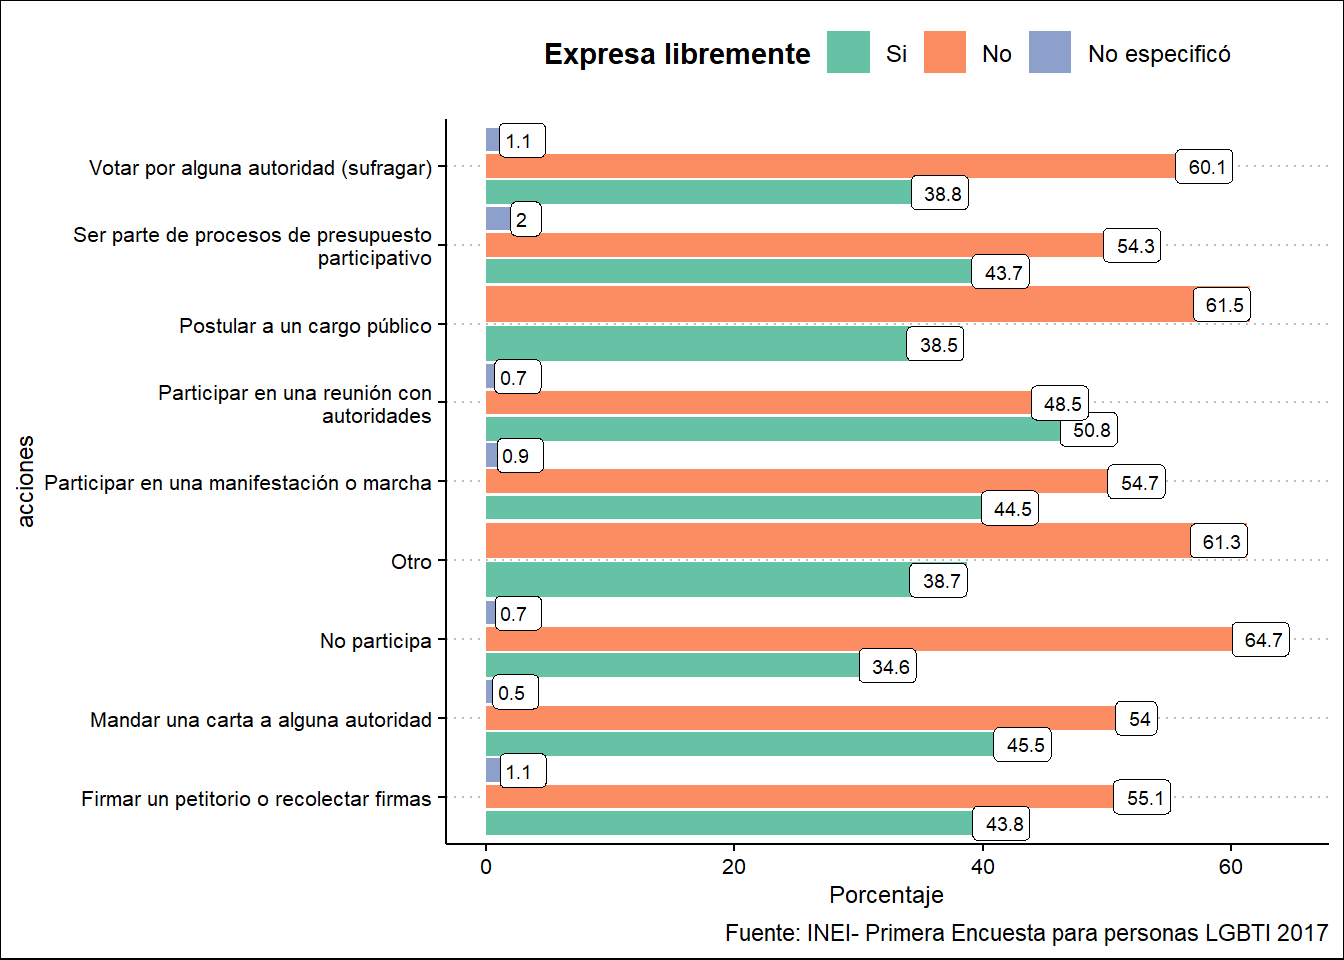 Expresa libremente Si No No especificó
Votar por alguna autoridad (sufragar)
1.1
60.1
38.8
Ser parte de procesos de presupuesto
participativo
2
54.3
43.7
Postular a un cargo público
61.5
38.5
Participar en una reunión con
autoridades
0.7
48.5
50.8
Participar en una manifestación o marcha
0.9
54.7
44.5
Otro
61.3
38.7
No participa
0.7
64.7
34.6
Mandar una carta a alguna autoridad
0.5
54
45.5
Firmar un petitorio o recolectar firmas
1.1
55.1
43.8
acciones
0 20 40 60
Porcentaje
Fuente: INEI- Primera Encuesta para personas LGBTI 2017